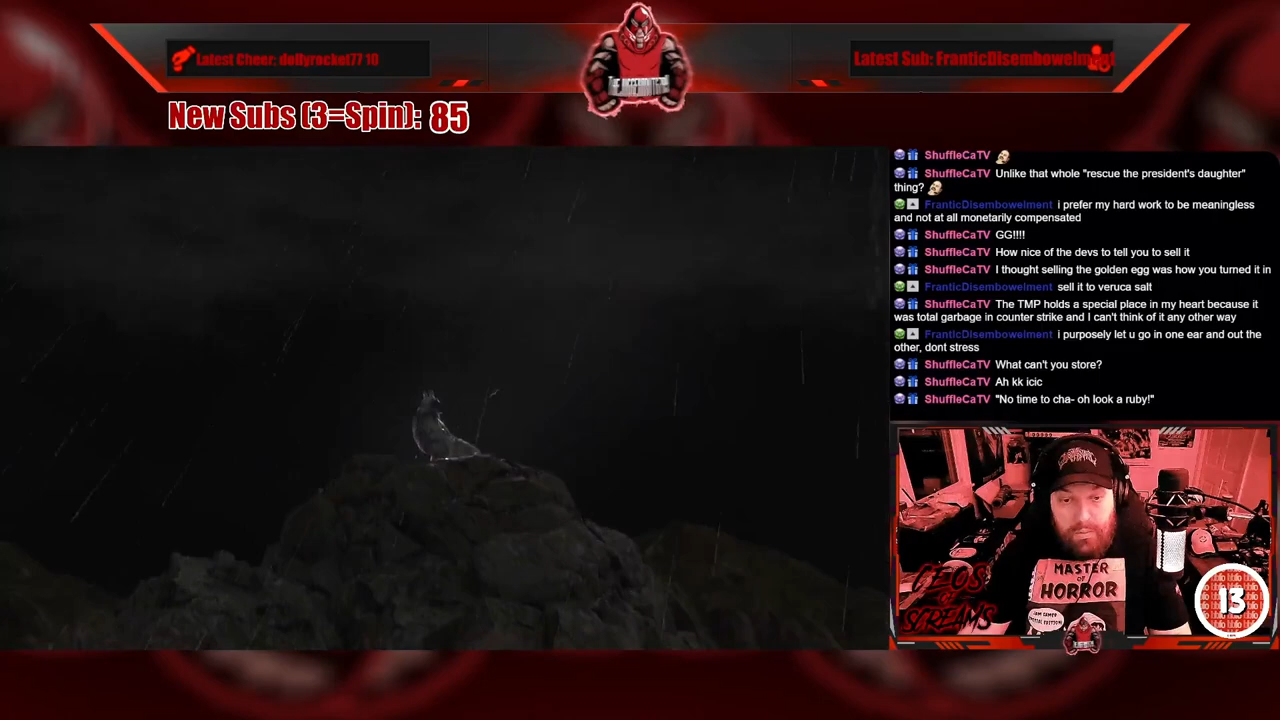 Latest Cheer: dollyrocket77 10
Latest Sub: FranticDisembowelment
New Subs (3=Spin): 85
ShuffleCaTV
ShuffleCaTV Unlike that whole "rescue the president's daughter"
thing?
FranticDisembowelment i prefer my hard work to be meaningless
and not at all monetarily compensated
ShuffleCaTV GG!!!!
ShuffleCaTV How nice of the devs to tell you to sell it
ShuffleCaTV I thought selling the golden egg was how you turned it in
FranticDisembowelment sell it to veruca salt
ShuffleCaTV The TMP holds a special place in my heart because it
was total garbage in counter strike and I can't think of it any other way
FranticDisembowelment i purposely let u go in one ear and out the
other, dont stress
ShuffleCaTV What can't you store?
ShuffleCaTV Ah kk icic
ShuffleCaTV "No time to cha- oh look a ruby!"
MASTER
OF
HORROR
SCREAMS
13